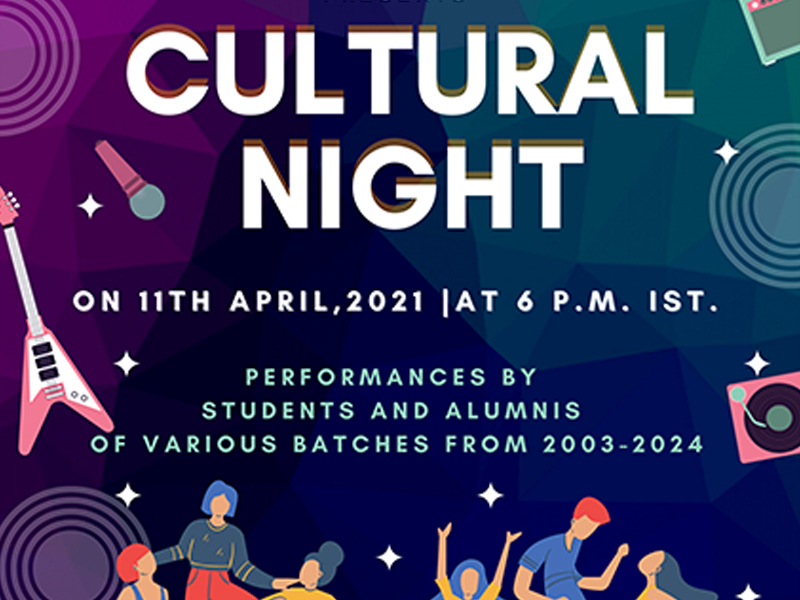 CULTURAL
NIGHT
ON 11TH APRIL,2021 |AT 6 P.M. IST.
PERFORMANCES BY
STUDENTS AND ALUMNIS
OF VARIOUS BATCHES FROM 2003-2024